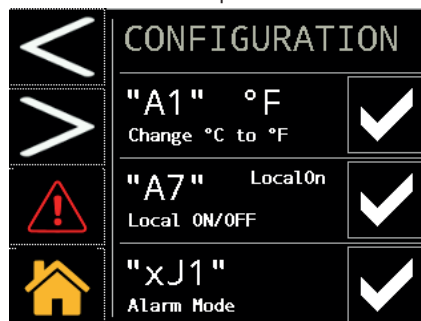 CONFIGURATION
"A1" °F
Change °C to °F
"A7" LocalOn
Local ON/OFF
"xJ1"
Alarm Mode